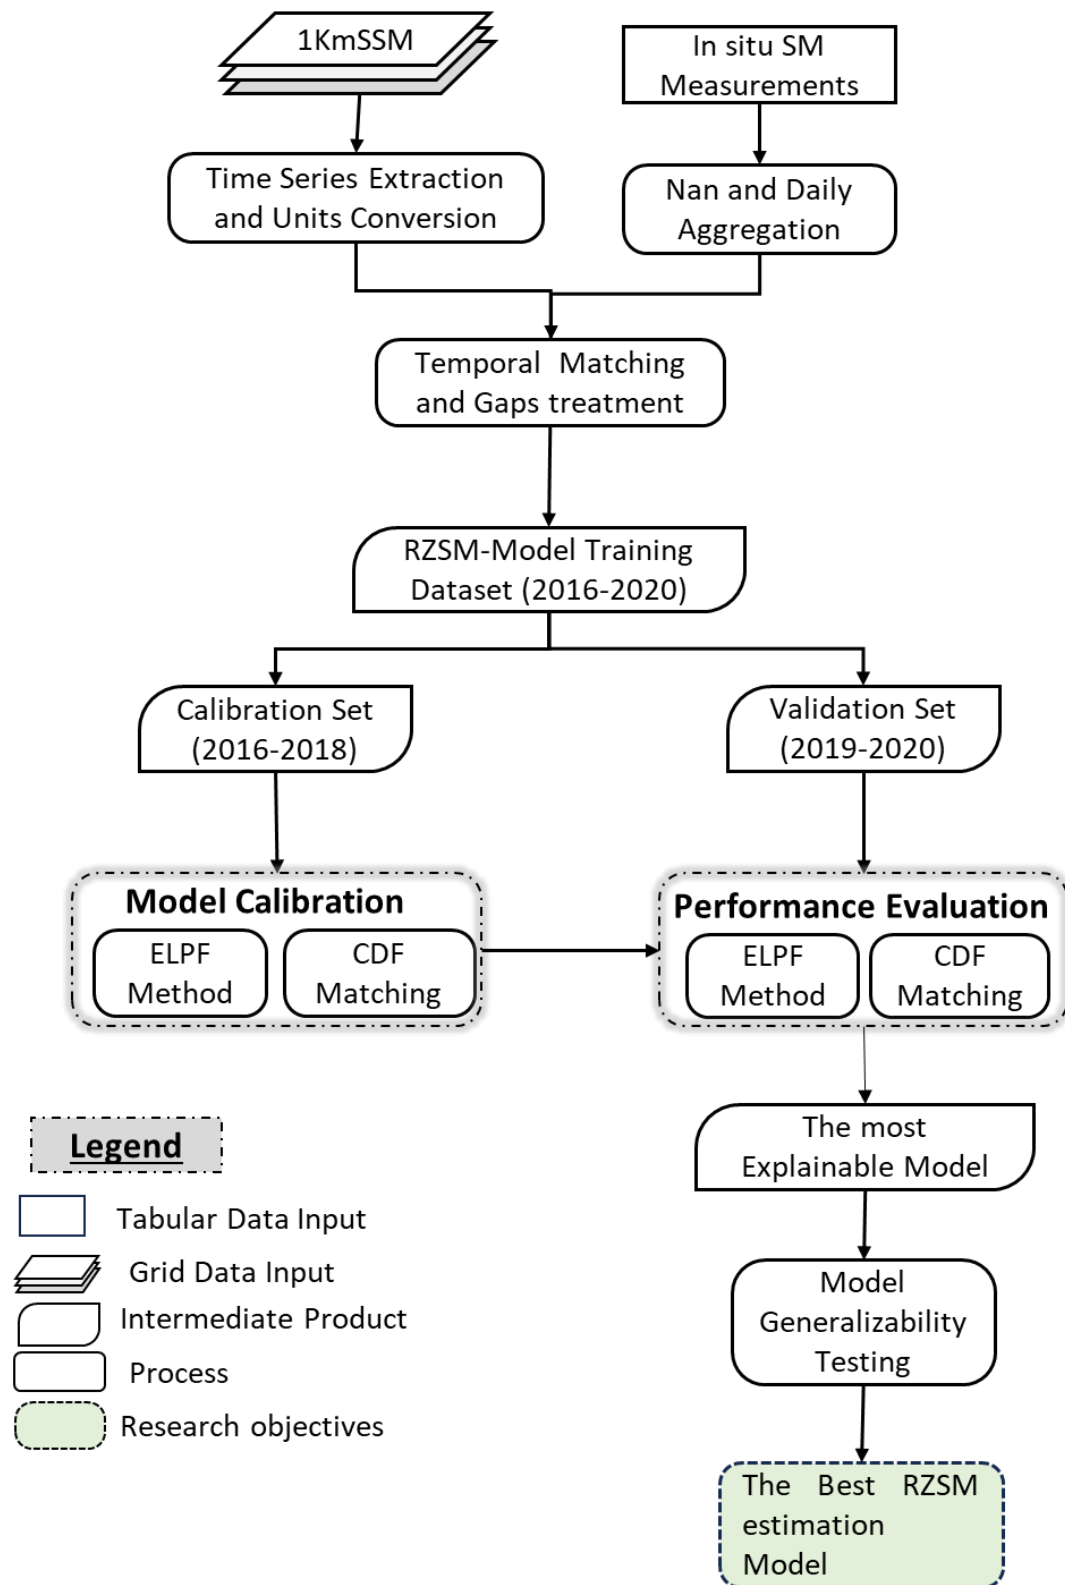 1KmSSM
In situ SM
Measurements
Time Series Extraction
and Units Conversion
Nan and Daily
Aggregation
Temporal Matching
and Gaps treatment
RZSM-Model Training
Dataset (2016-2020)
Calibration Set
(2016-2018)
Validation Set
(2019-2020)
Model Calibration
ELPF
Method
CDF
Matching
Performance Evaluation
ELPF
Method
CDF
Matching
The most
Explainable Model
Model
Generalizability
Testing
The Best RZSM
estimation
Model
Legend
Tabular Data Input
Grid Data Input
Intermediate Product
Process
Research objectives